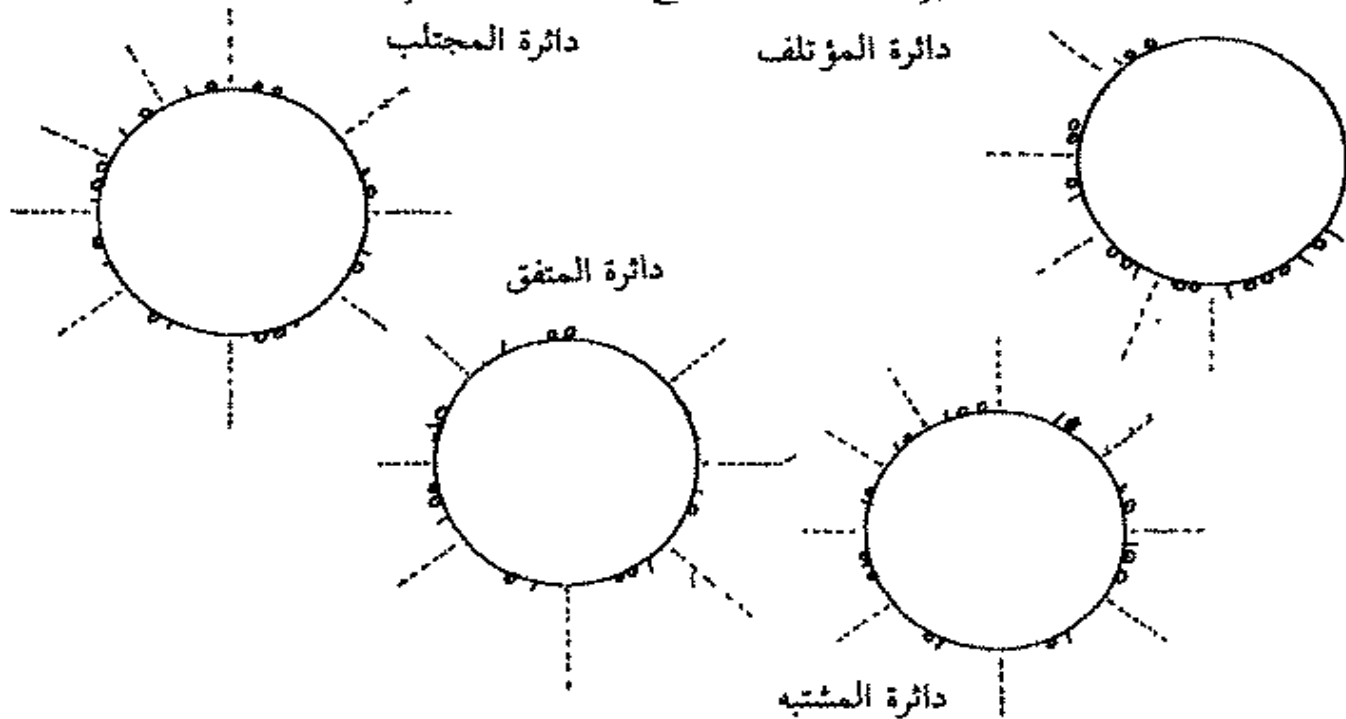 دائرة المؤتلف
دائرة المجتلب
دائرة المتفق
دائرة المشتبه